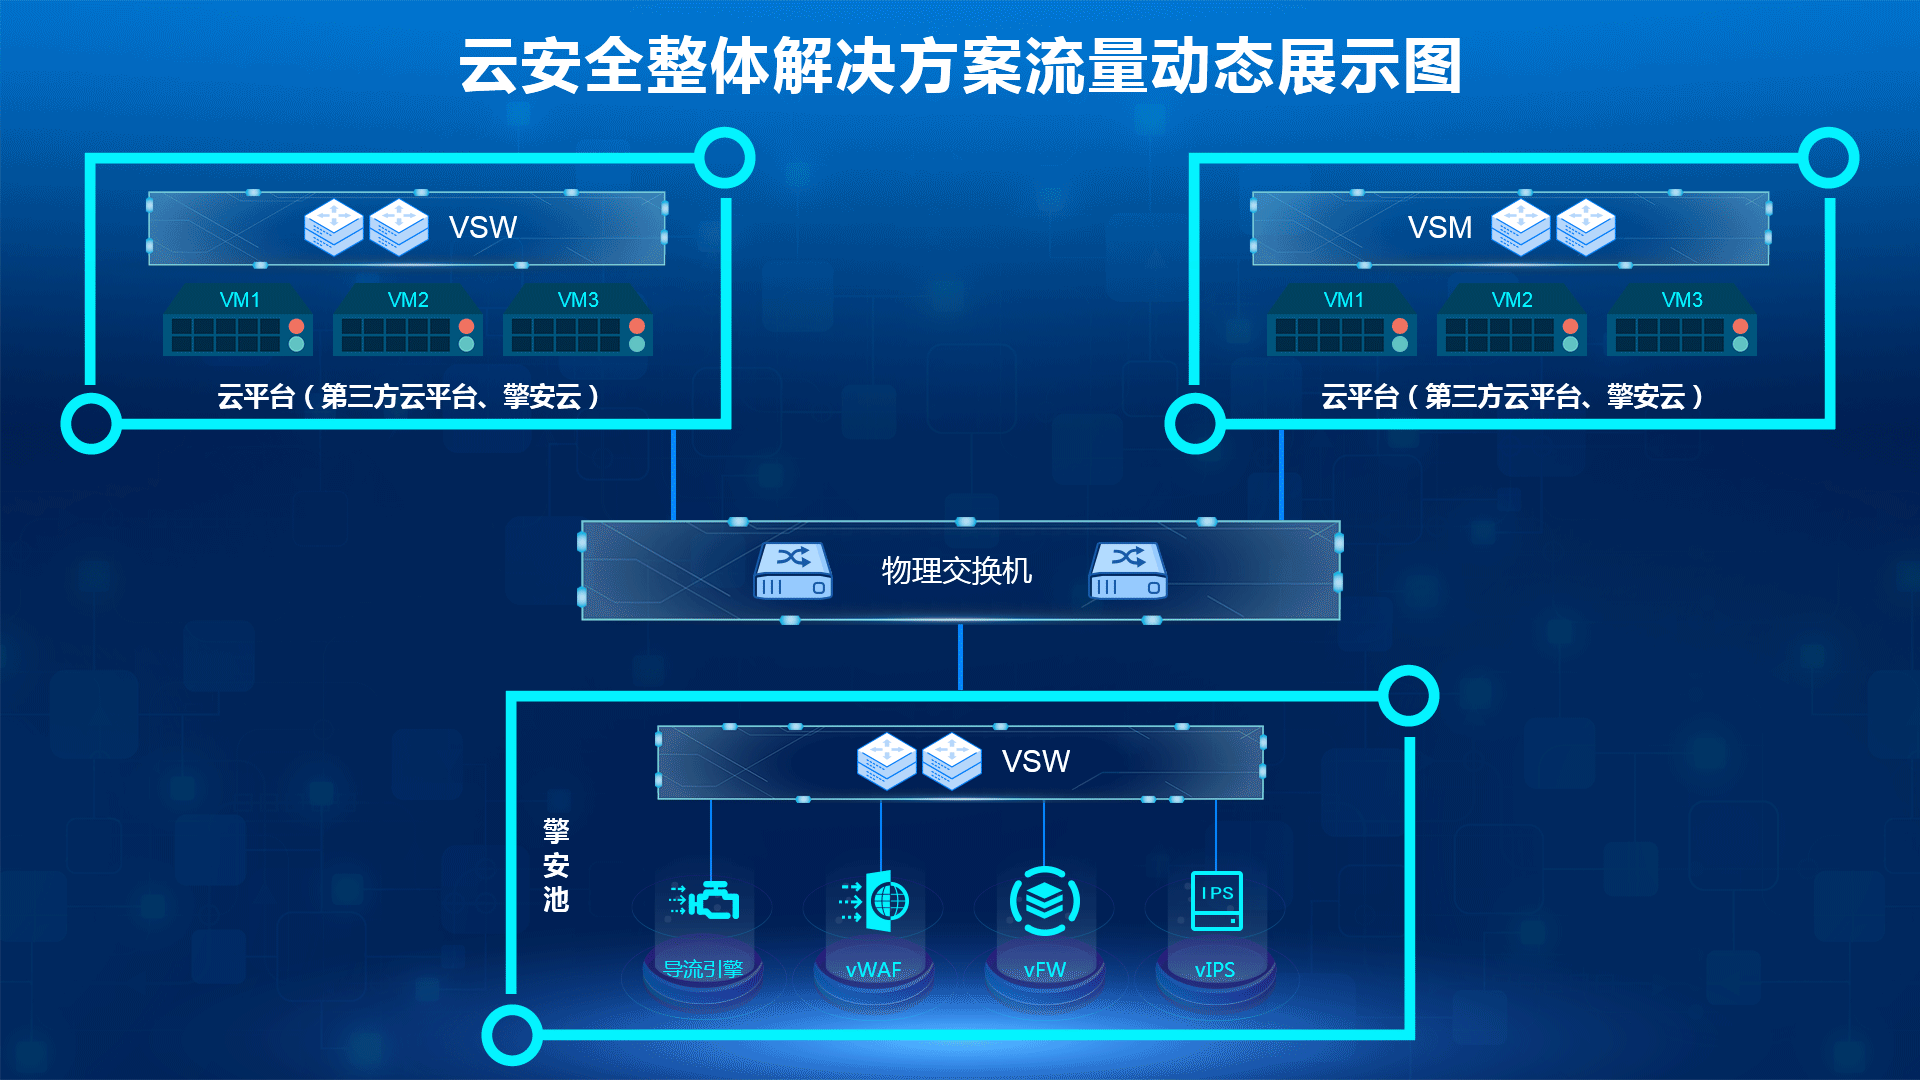 云安全整体解决方案流量动态展示图
VSW
VM1
VM2
VM3
云平台（第三方云平台、擎安云）
VSM
VM1
VM2
VM3
云平台（第三方云平台、擎安云）
物理交换机
VSW
擎安池
IPS
导流引擎
vWAF
vFW
vIPS